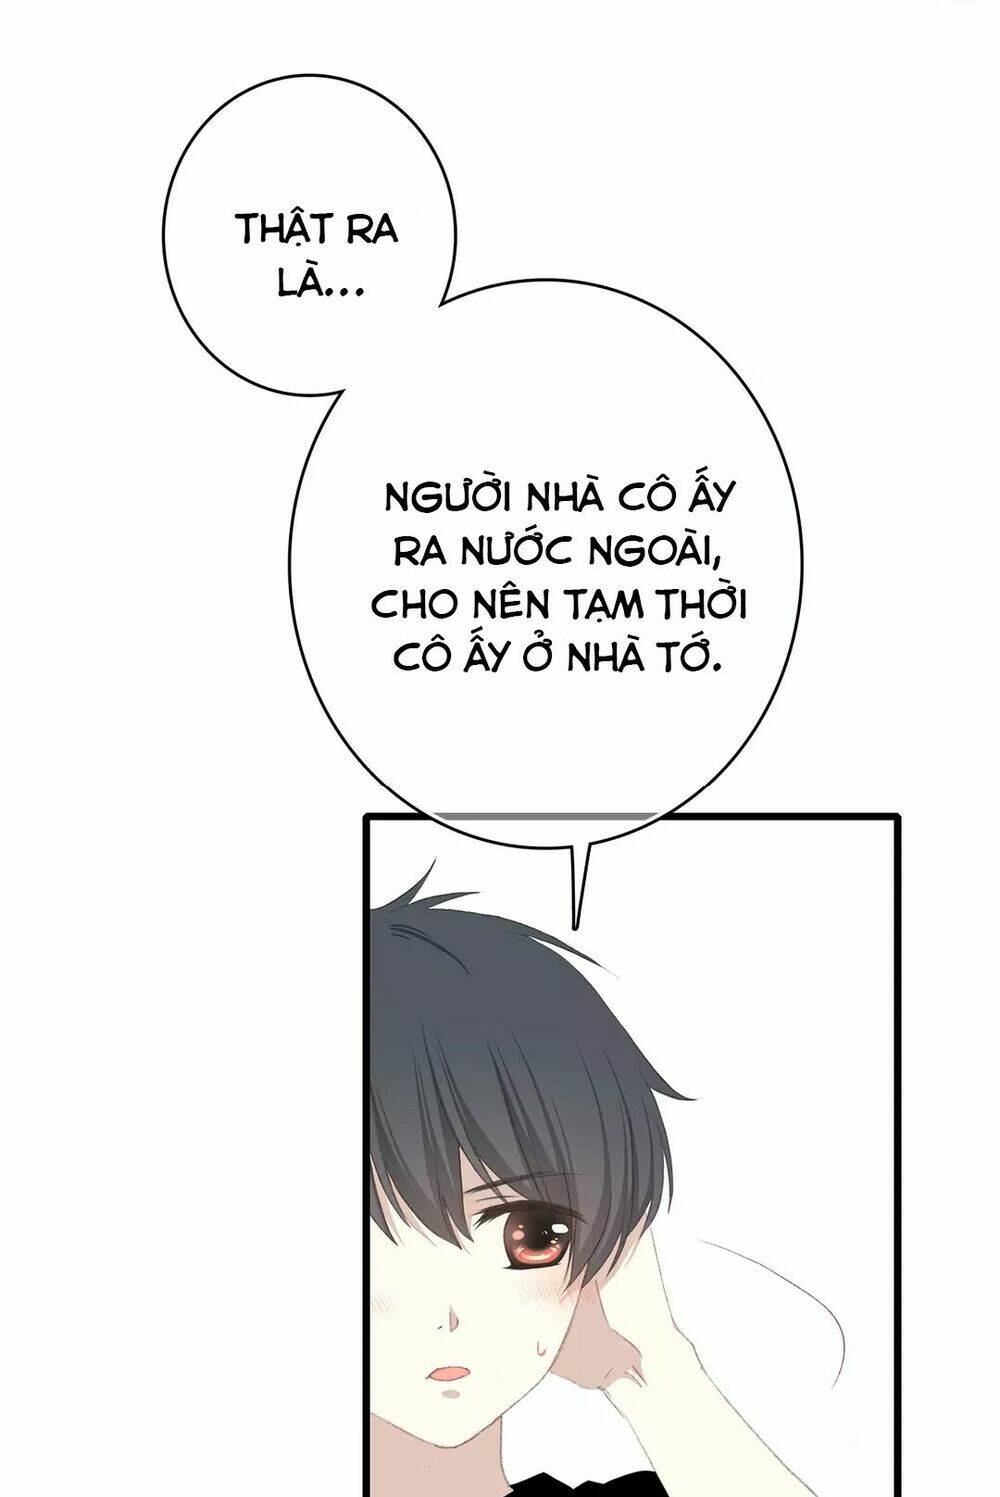 THẬT RA
LÀ...
NGƯỜI NHÀ CÔ ẤY
RA NƯỚC NGOÀI,
CHO NÊN TẠM THỜI
CÔ ẤY Ở NHÀ TỚ.